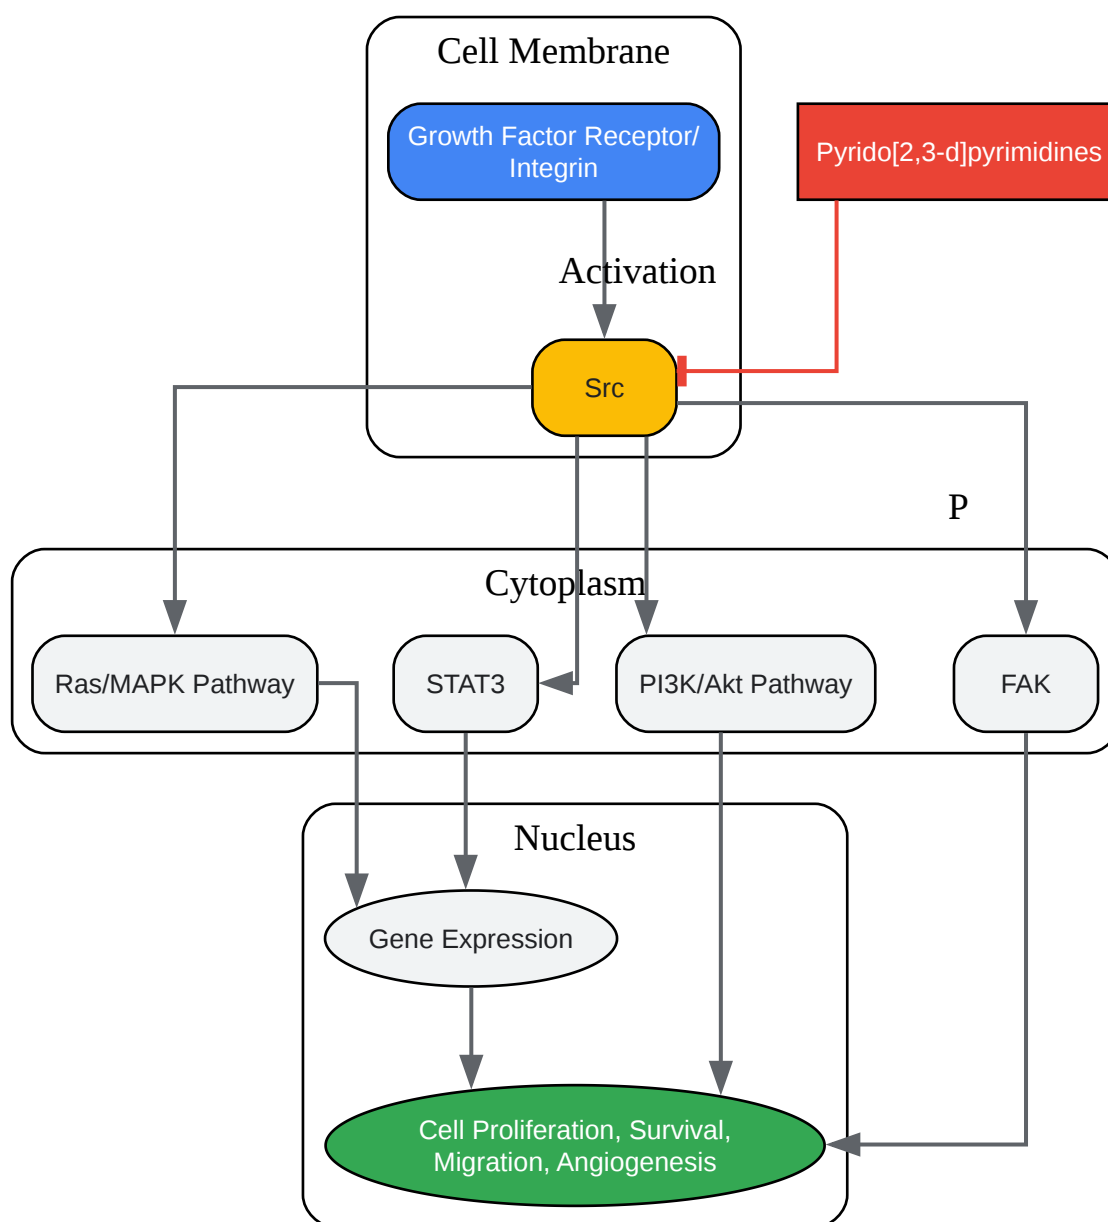 Cell Membrane
Growth Factor Receptor/
Integrin
Pyrido[2,3-d]pyrimidines
Activation
Src
P
Cytoplasm
Ras/MAPK Pathway
STAT3
PI3K/Akt Pathway
FAK
Nucleus
Gene Expression
Cell Proliferation, Survival,
Migration, Angiogenesis